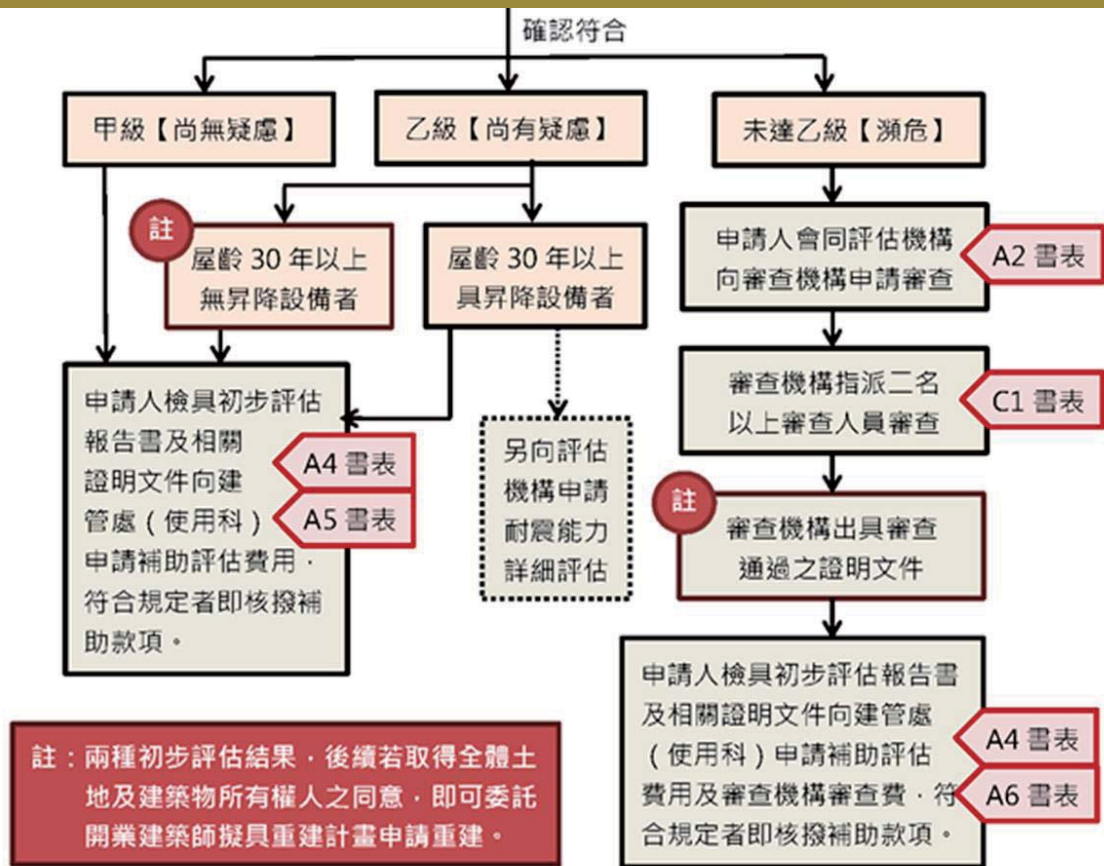 確認符合
甲級【尚無疑慮】
乙級【尚有疑慮】
未達乙級【瀕危】
註
屋齡 30 年以上
無昇降設備者
屋齡 30 年以上
具昇降設備者
申請人會同評估機構
向審查機構申請審查
A2 書表
申請人檢具初步評估
報告書及相關
證明文件向建
管處（使用科）
申請補助評估費用，
符合規定者即核撥補
助款項。
A4 書表
A5 書表
另向評估
機構申請
耐震能力
詳細評估
審查機構指派二名
以上審查人員審查
C1 書表
註
審查機構出具審查
通過之證明文件
申請人檢具初步評估報告書
及相關證明文件向建管處
（使用科）申請補助評估
費用及審查機構審查費，符
合規定者即核撥補助款項。
A4 書表
A6 書表
註：兩種初步評估結果，後續若取得全體土
地及建築物所有權人之同意，即可委託
開業建築師擬具重建計畫申請重建。